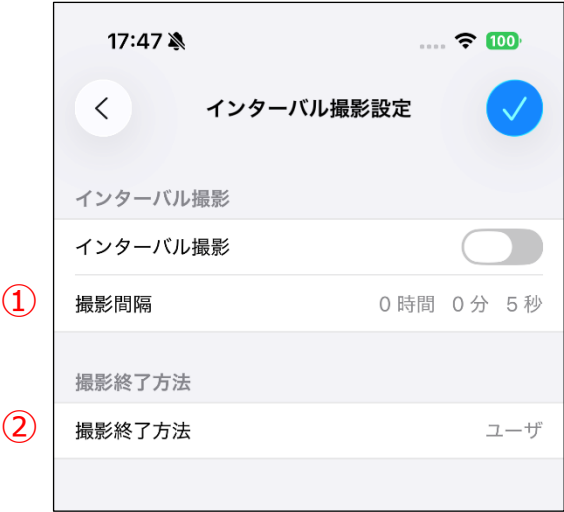 17:47 100
インターバル撮影設定
インターバル撮影
インターバル撮影
① 撮影間隔 0 時間 0 分 5 秒
撮影終了方法
② 撮影終了方法 ユーザ